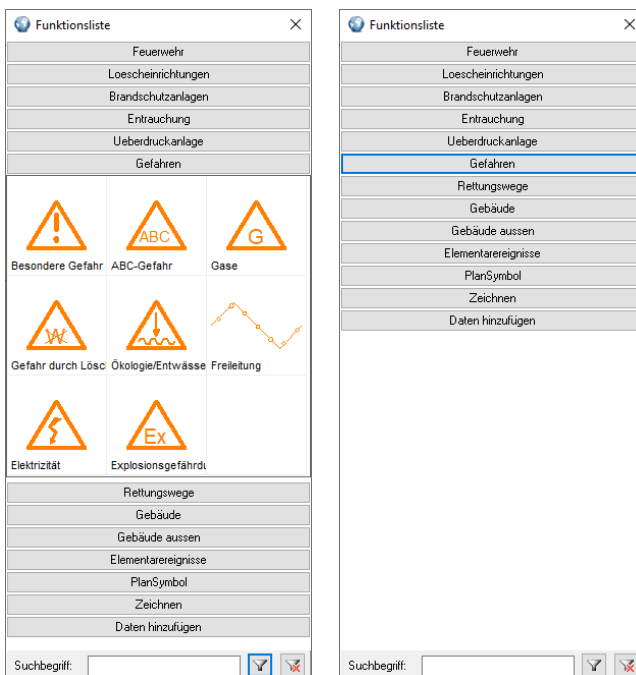 Funktionsliste
Feuerwehr
Loescheinrichtungen
Brandschutzanlagen
Entrauchung
Ueberdruckanlage
Gefahren
ABC
G
Besondere Gefahr ABC-Gefahr Gase
W
Gefahr durch Lösc Ökologie/Entwässe Freileitung
Ex
Elektrizität Explosionsgefährdu
Rettungswege
Gebäude
Gebäude aussen
Elementarereignisse
PlanSymbol
Zeichnen
Daten hinzufügen
Suchbegriff:
Funktionsliste
Feuerwehr
Loescheinrichtungen
Brandschutzanlagen
Entrauchung
Ueberdruckanlage
Gefahren
Rettungswege
Gebäude
Gebäude aussen
Elementarereignisse
PlanSymbol
Zeichnen
Daten hinzufügen
Suchbegriff: